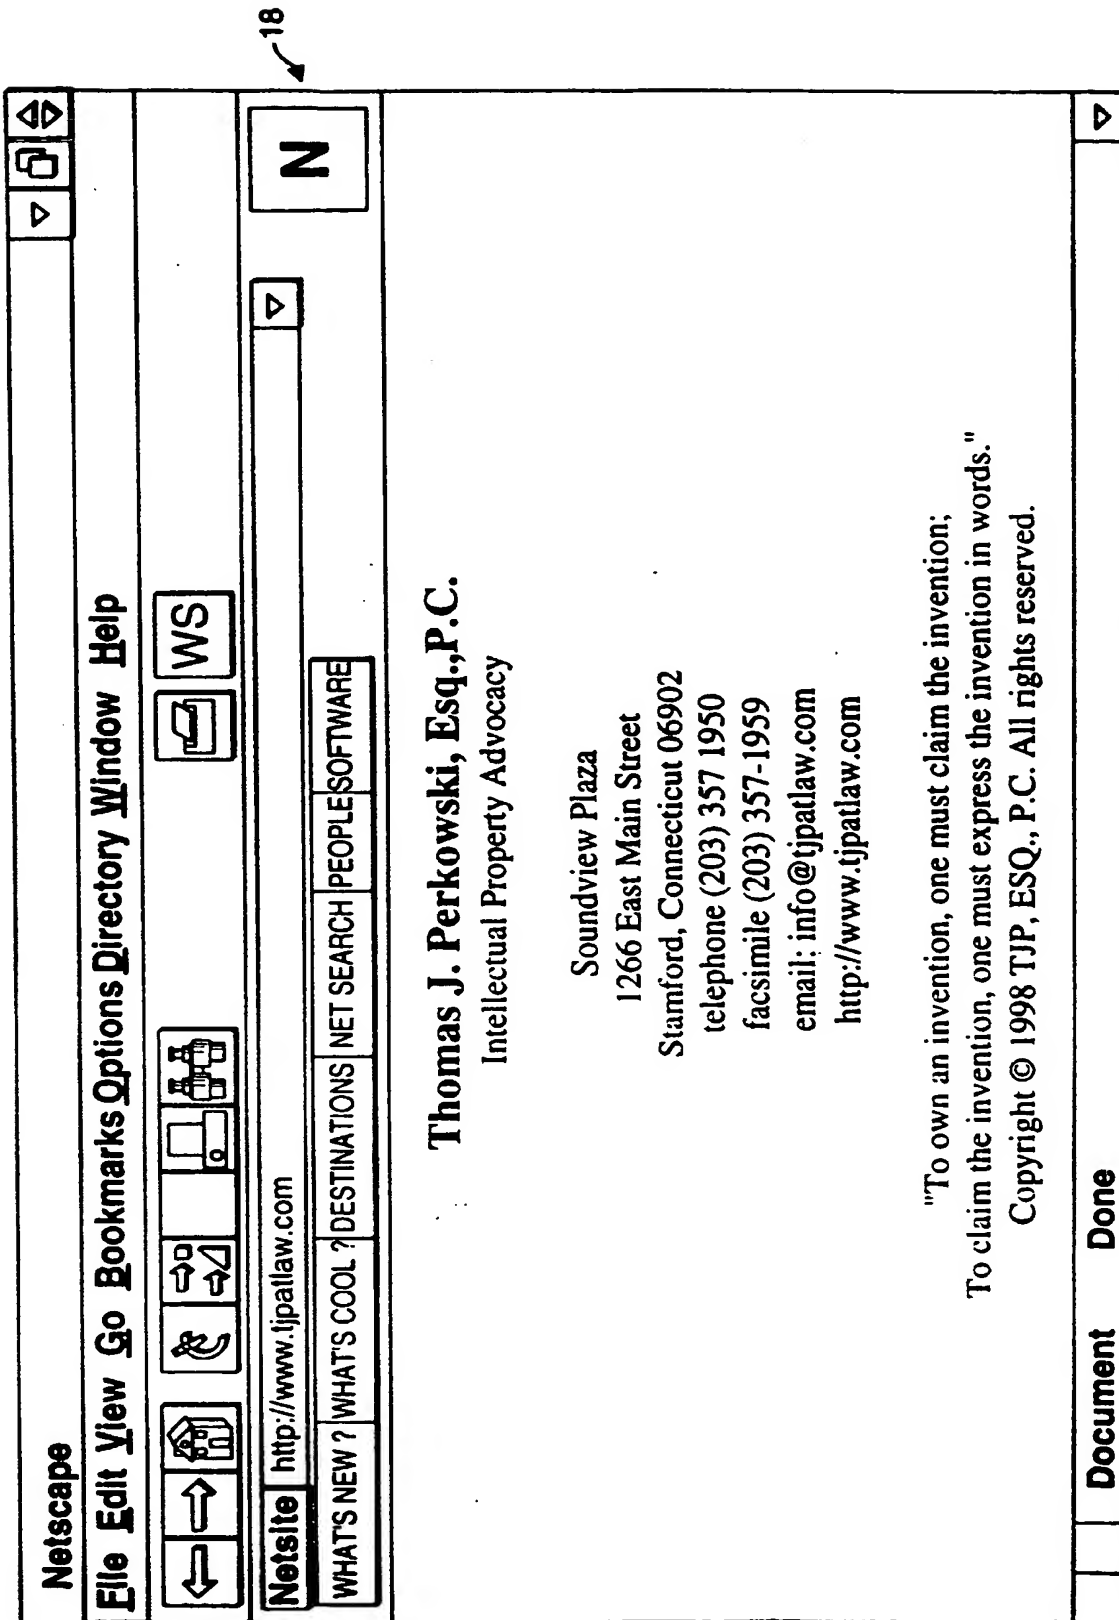 Netscape
File Edit View Go Bookmarks Options Directory Window Help
WS
Netsite http://www.tjpatlaw.com
N
18
WHAT'S NEW ? WHAT'S COOL ? DESTINATIONS NET SEARCH PEOPLE SOFTWARE
Thomas J. Perkowski, Esq.,P.C.
Intellectual Property Advocacy
Soundview Plaza
1266 East Main Street
Stamford, Connecticut 06902
telephone (203) 357 1950
facsimile (203) 357-1959
email; info@tjpatlaw.com
http://www.tjpatlaw.com
"To own an invention, one must claim the invention;
To claim the invention, one must express the invention in words."
Copyright © 1998 TJP, ESQ., P.C. All rights reserved.
Document Done